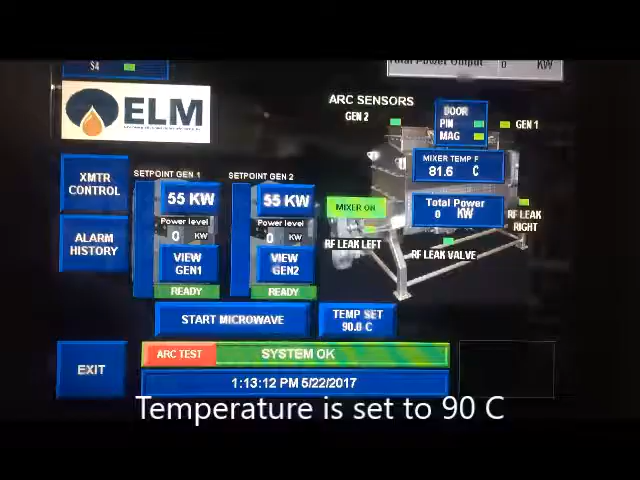 S4
Total Power Output 0 KW
ELM
ARC SENSORS
GEN 2
DOOR
PIN
MAG
GEN 1
XMTR
CONTROL
SETPOINT GEN 1
SETPOINT GEN 2
MIXER TEMP F
81.6 C
55 KW
55 KW
MIXER ON
Total Power
0 KW
Power level
0 KW
Power level
0 KW
RF LEAK
RIGHT
ALARM
HISTORY
RF LEAK LEFT
RF LEAK VALVE
VIEW
GEN1
VIEW
GEN2
READY
READY
START MICROWAVE
TEMP SET
90.0 C
ARC TEST
SYSTEM OK
EXIT
1:13:12 PM 5/22/2017
Temperature is set to 90 C